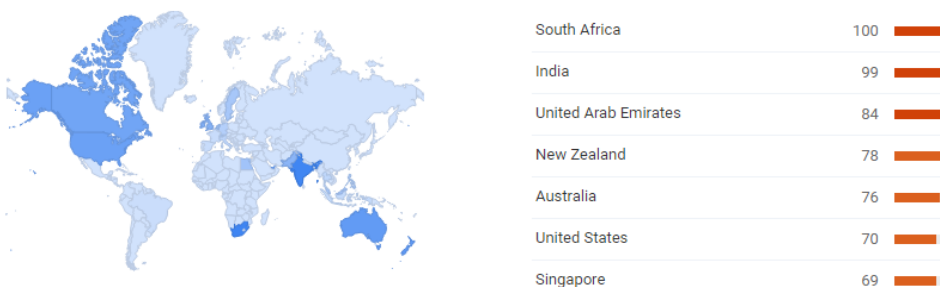 South Africa 100
India 99
United Arab Emirates 84
New Zealand 78
Australia 76
United States 70
Singapore 69